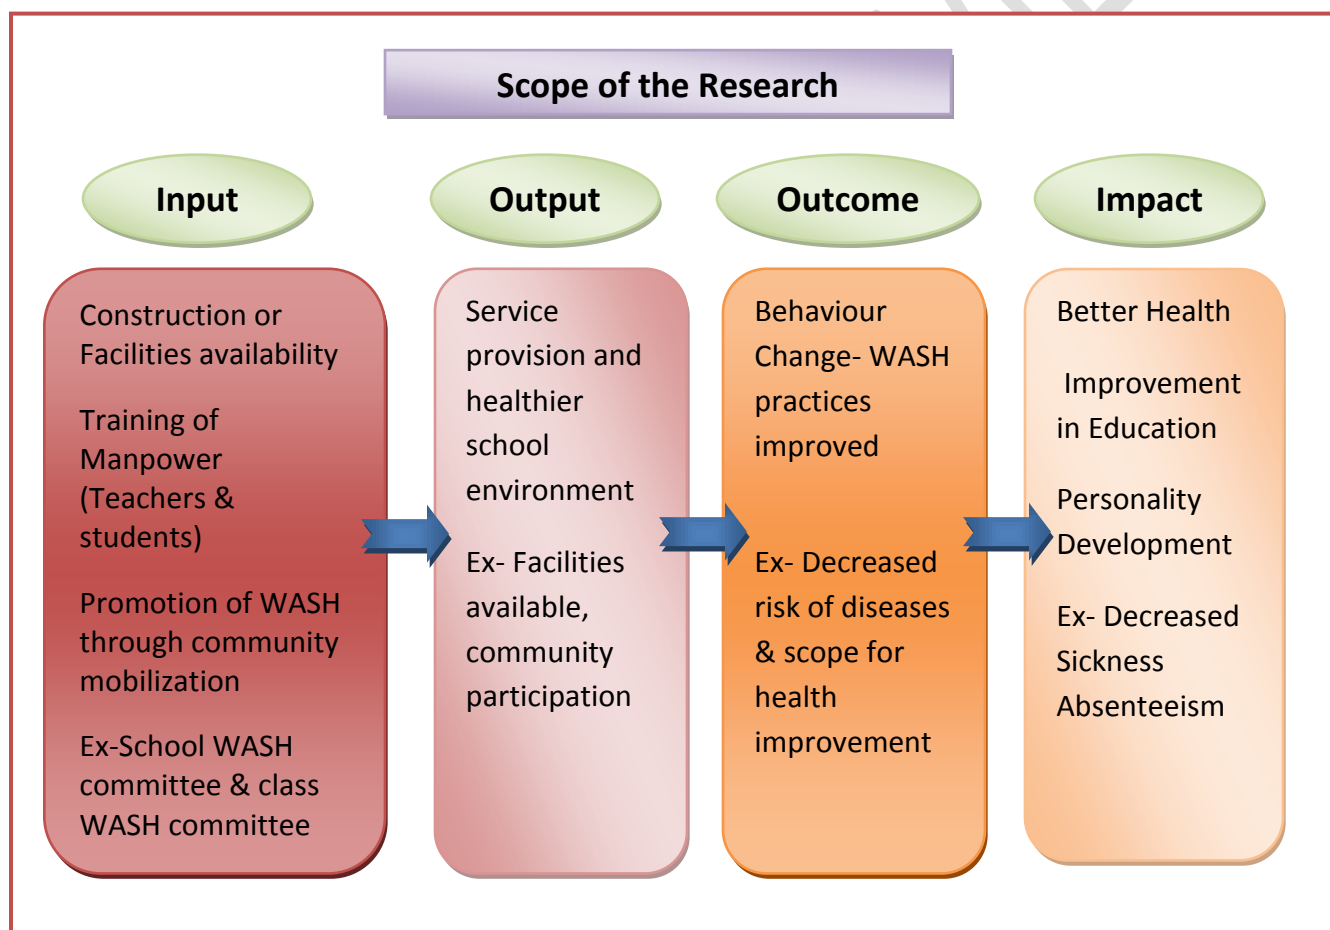 Scope of the Research
Input
Output
Outcome
Impact
Construction or
Facilities availability
Training of
Manpower
(Teachers &
students)
Promotion of WASH
through community
mobilization
Ex-School WASH
committee & class
WASH committee
Service
provision and
healthier
school
environment
Ex- Facilities
available,
community
participation
Behaviour
Change- WASH
practices
improved
Ex- Decreased
risk of diseases
& scope for
health
improvement
Better Health
Improvement
in Education
Personality
Development
Ex- Decreased
Sickness
Absenteeism